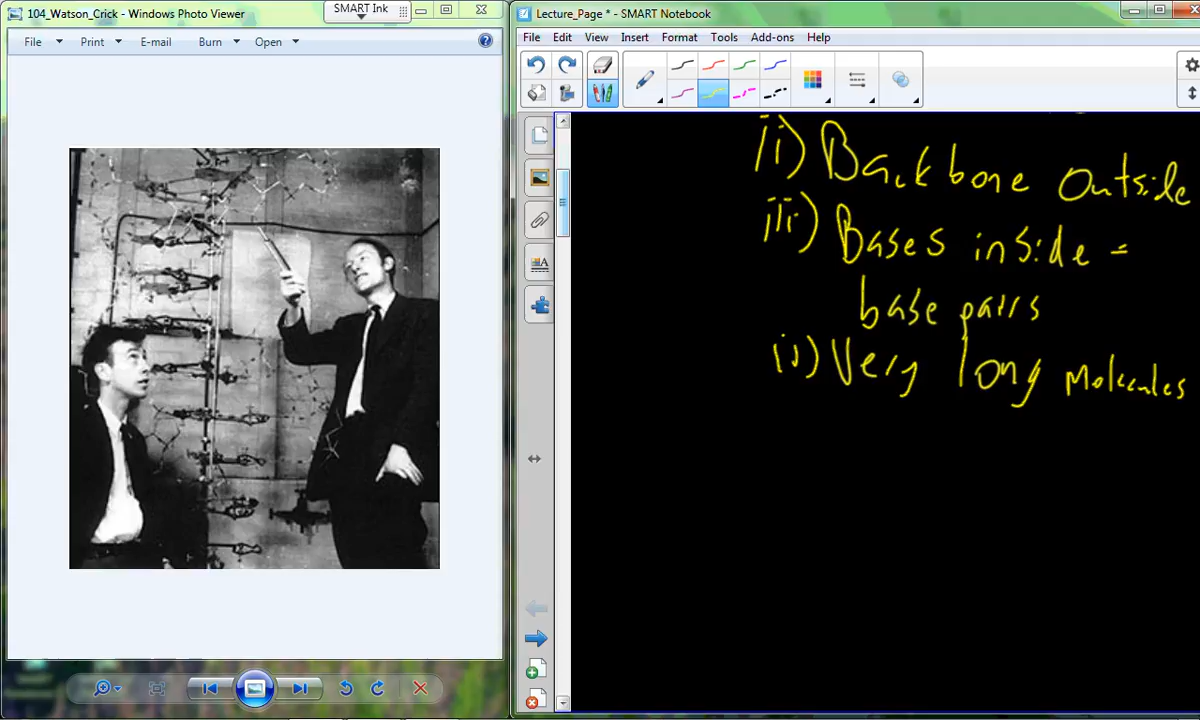 104_Watson_Crick - Windows Photo Viewer
SMART Ink
File Print E-mail Burn Open
Lecture_Page * - SMART Notebook
File Edit View Insert Format Tools Add-ons Help
ii) Backbone Outside
iii) Bases inside =
base pairs
iv) Very long Molecules